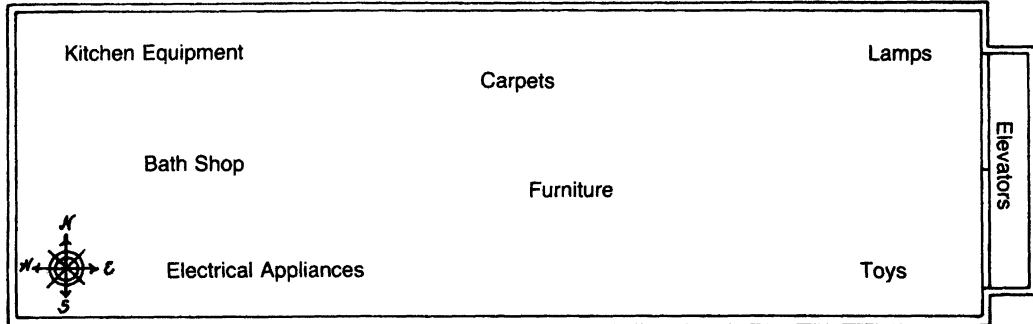 Kitchen Equipment
Lamps
Carpets
Elevators
Bath Shop
Furniture
N
W E
S
Electrical Appliances
Toys